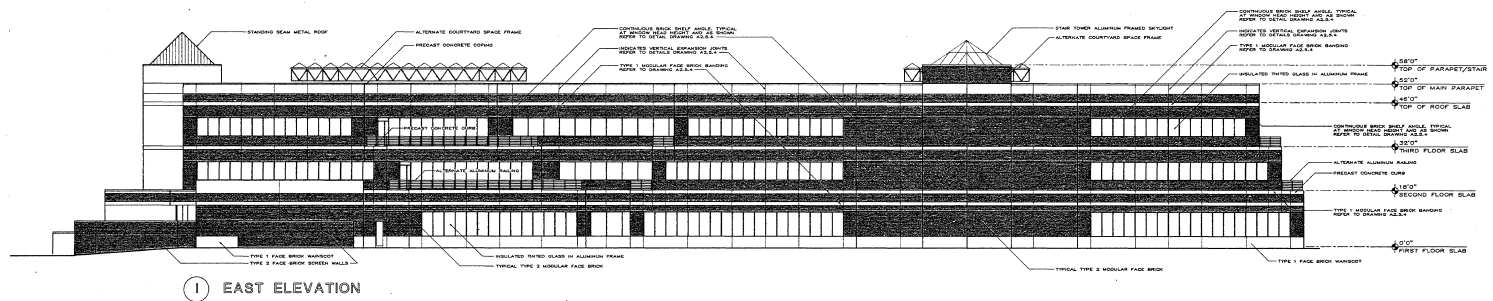 STANDING SEAM METAL ROOF
ALTERNATE COURTYARD SPACE FRAME
PRECAST CONCRETE COPING
CONTINUOUS BRICK SHELF ANGLE, TYPICAL
AT WINDOW HEAD HEIGHT AND AS SHOWN
REFER TO DETAIL DRAWING A2.5.4
INDICATES VERTICAL EXPANSION JOINTS
REFER TO DETAILS DRAWING A2.5.4
TYPE 1 MODULAR FACE BRICK BANDING
REFER TO DRAWING A2.5.4
STAIR TOWER ALUMINUM FRAMED SKYLIGHT
ALTERNATE COURTYARD SPACE FRAME
CONTINUOUS BRICK SHELF ANGLE, TYPICAL
AT WINDOW HEAD HEIGHT AND AS SHOWN
REFER TO DETAIL DRAWING A2.5.4
INDICATES VERTICAL EXPANSION JOINTS
REFER TO DETAILS DRAWING A2.5.4
TYPE 1 MODULAR FACE BRICK BANDING
REFER TO DRAWING A2.5.4
INSULATED TINTED GLASS IN ALUMINUM FRAME
58'0"
TOP OF PARAPET/STAIR
52'0"
TOP OF MAIN PARAPET
46'0"
TOP OF ROOF SLAB
CONTINUOUS BRICK SHELF ANGLE, TYPICAL
AT WINDOW HEAD HEIGHT AND AS SHOWN
REFER TO DETAIL DRAWING A2.5.4
32'0"
THIRD FLOOR SLAB
ALTERNATE ALUMINUM RAILING
PRECAST CONCRETE CURB
18'0"
SECOND FLOOR SLAB
TYPE 1 MODULAR FACE BRICK BANDING
REFER TO DRAWING A2.5.4
0'0"
FIRST FLOOR SLAB
PRECAST CONCRETE CURB
ALTERNATE ALUMINUM RAILING
TYPE 1 FACE BRICK WAINSCOT
TYPE 2 FACE BRICK SCREEN WALLS
INSULATED TINTED GLASS IN ALUMINUM FRAME
TYPICAL TYPE 2 MODULAR FACE BRICK
TYPICAL TYPE 2 MODULAR FACE BRICK
TYPE 1 FACE BRICK WAINSCOT
1 EAST ELEVATION